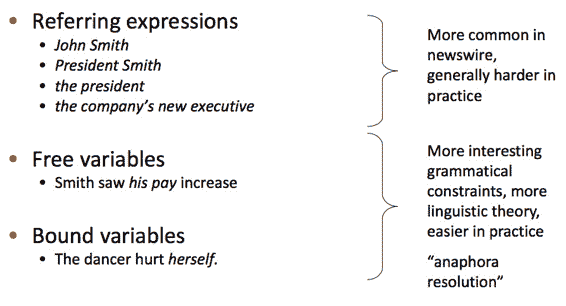 Referring expressions
John Smith
President Smith
the president
the company's new executive
More common in
newswire,
generally harder in
practice
Free variables
Smith saw his pay increase
Bound variables
The dancer hurt herself.
More interesting
grammatical
constraints, more
linguistic theory,
easier in practice
“anaphora
resolution”